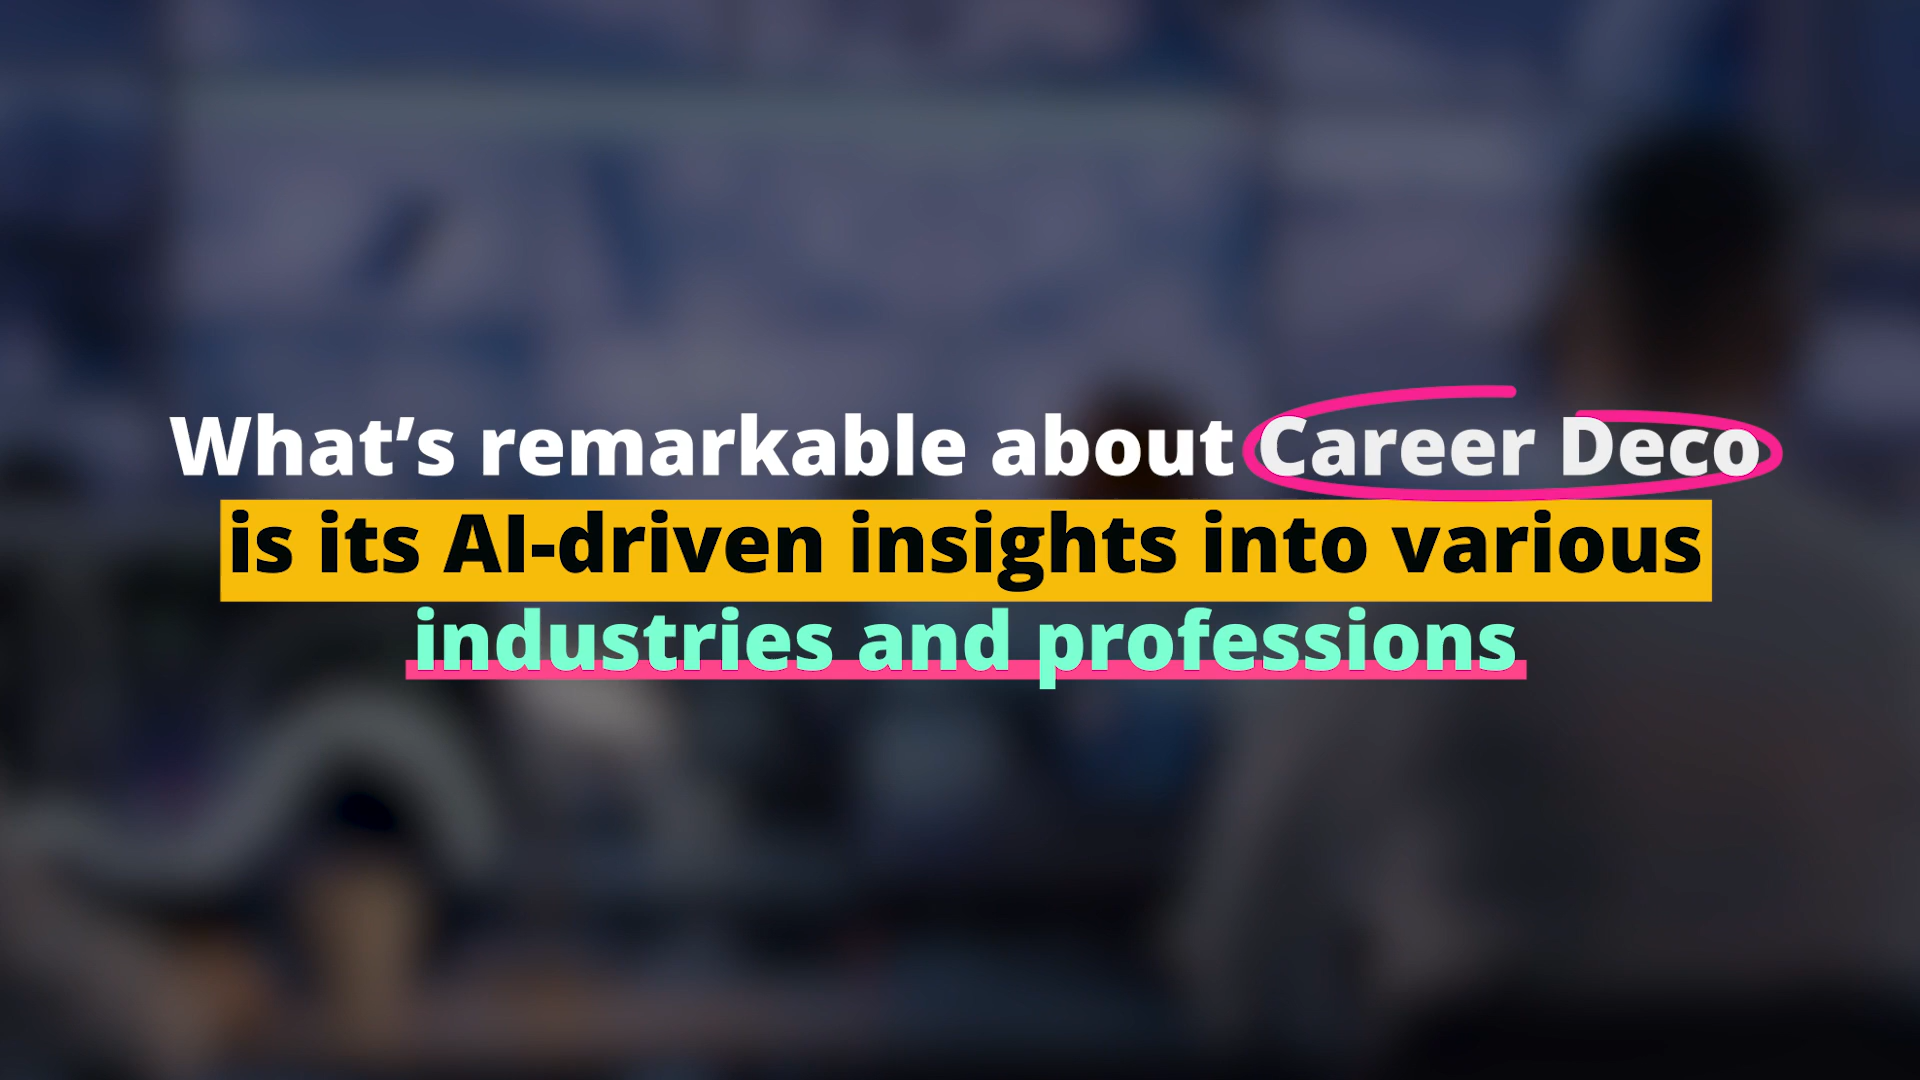 What’s remarkable about Career Deco
is its AI-driven insights into various
industries and professions